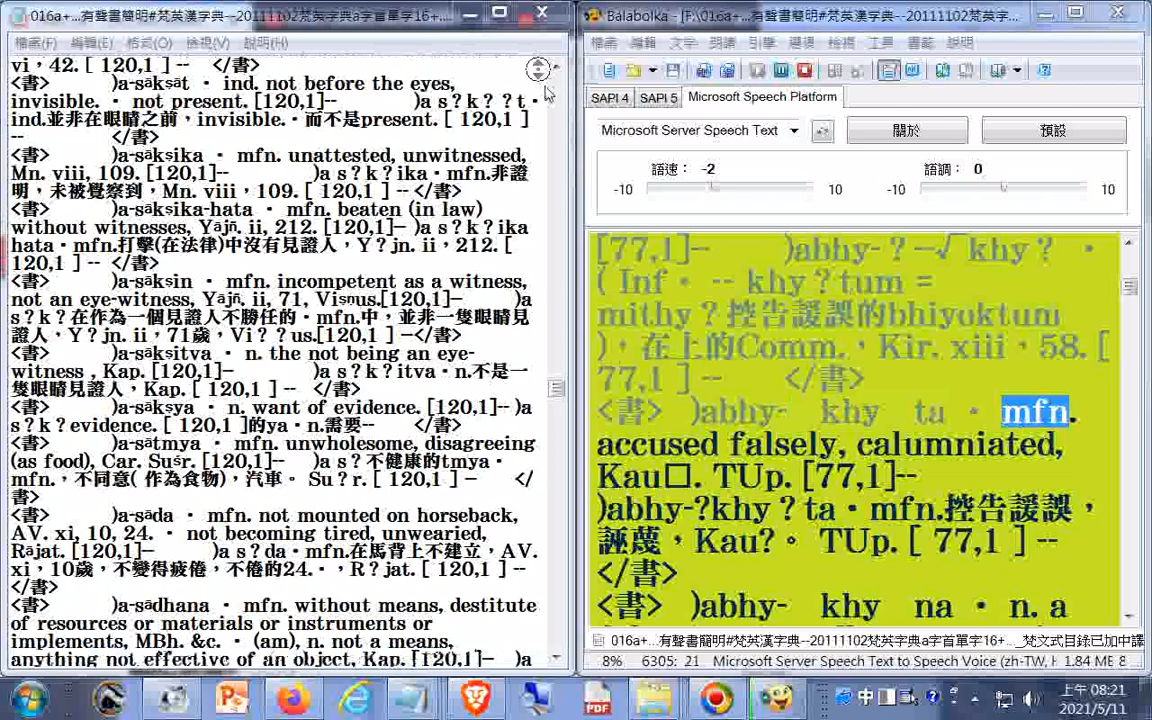 016a+...有聲書簡明#梵英漢字典--20111102梵英字典a字首單字16+...
檔案(F) 編輯(E) 格式(O) 檢視(V) 說明(H)
vi，42. [ 120,1 ] -- </書>
<書> )a-sākṣāt • ind. not before the eyes,
invisible. • not present. [120,1]-- )a s?k? ? ?t •
ind.並非在眼睛之前，invisible. • 而不是present. [ 120,1 ]
-- </書>
<書> )a-sākṣika • mfn. unattested, unwitnessed,
Mn. viii, 109. [120,1]-- )a s?k?ika • mfn.非證
明，未被覺察到，Mn. viii，109. [ 120,1 ] --</書>
<書> )a-sākṣika-hata • mfn. beaten (in law)
without witnesses, Yājñ. ii, 212. [120,1]-- )a s?k?ika
hata • mfn.打擊(在法律)中沒有見證人，Y?jn. ii，212. [
120,1 ] -- </書>
<書> )a-sākṣin • mfn. incompetent as a witness,
not an eye-witness, Yājñ. ii, 71, Viṣṇus.[120,1]-- )a
s?k?在作為一個見證人不勝任的 • mfn.中，並非一隻眼睛見
證人，Y?jn. ii，71歲，Vi??us.[120,1] --</書>
<書> )a-sākṣitva • n. the not being an eye-
witness , Kap. [120,1]-- )a s?k?itva • n.不是一
隻眼睛見證人，Kap. [ 120,1 ] -- </書>
<書> )a-sākṣya • n. want of evidence. [120,1]-- )a
s?k?evidence. [ 120,1 ]的ya • n.需要--</書>
<書> )a-sātmya • mfn. unwholesome, disagreeing
(as food), Car. Suśr. [120,1]-- )a s?不健康的tmya •
mfn.，不同意( 作為食物)，汽車。 Su?r. [ 120,1 ] -- </
書>
<書> )a-sāda • mfn. not mounted on horseback,
AV. xi, 10, 24. • not becoming tired, unwearied,
Rājat. [120,1]-- )a s?da • mfn.在馬背上不建立，AV.
xi，10歲，不變得疲倦，不倦的24. •，R?jat. [ 120,1 ] --
</書>
<書> )a-sādhana • mfn. without means, destitute
of resources or materials or instruments or
implements, MBh. &c. • (am), n. not a means,
anything not effective of an object, Kap. [120,1]-- )a
Balabolka - [F:\016a+...有聲書簡明#梵英漢字典--20111102梵英字...
檔案 編輯 文字 朗讀 引擎 選項 檢視 工具 書籤 說明
SAPI 4 SAPI 5 Microsoft Speech Platform
Microsoft Server Speech Text 關於 預設
語速： -2 語調： 0
-10 10 -10 10
[77,1]-- )abhy-?—√ khy? •
( Inf • -- khy?tum =
mithy?控告謾誤的bhiyoktum
)，在上的Comm.，Kir. xiii，58. [
77,1 ] -- </書>
<書> )abhy- khy ta • mfn.
accused falsely, calumniated,
Kau□. TUp. [77,1]--
)abhy-?khy?ta • mfn.控告謾誤，
誣蔑，Kau?。 TUp. [ 77,1 ] --
</書>
<書> )abhy- khy na • n. a
016a+...有聲書簡明#梵英漢字典--20111102梵英字典a字首單字16+..._梵文式目錄已加中譯
8% 6305: 21 Microsoft Server Speech Text to Speech Voice (zh-TW, H 1.84 MB 8
PDF 中 上午 08:21
2021/5/11